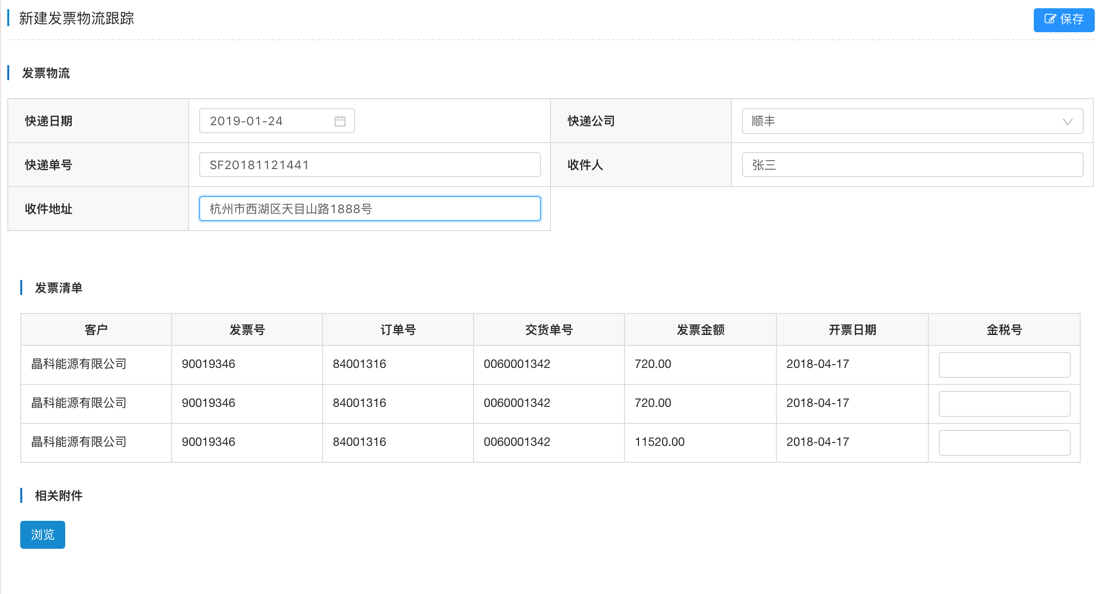 新建发票物流跟踪 保存
发票物流
快递日期 2019-01-24 快递公司 顺丰
快递单号 SF20181121441 收件人 张三
收件地址 杭州市西湖区天目山路1888号
发票清单
客户 发票号 订单号 交货单号 发票金额 开票日期 金税号
晶科能源有限公司 90019346 84001316 0060001342 720.00 2018-04-17
晶科能源有限公司 90019346 84001316 0060001342 720.00 2018-04-17
晶科能源有限公司 90019346 84001316 0060001342 11520.00 2018-04-17
相关附件
浏览